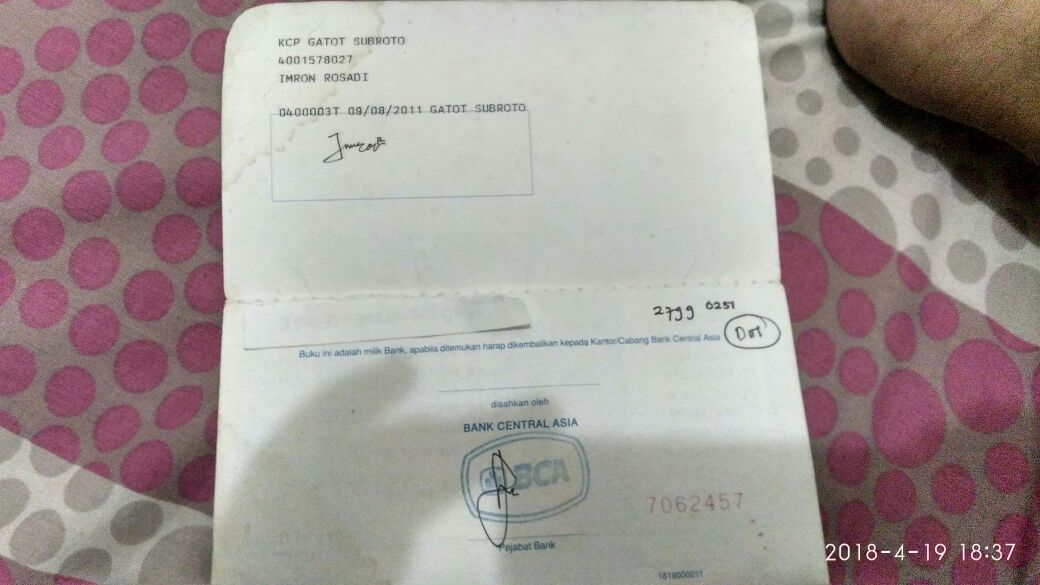 KCP GATOT SUBROTO
4001578027
IMRON ROSADI
0400003T 09/08/2011 GATOT SUBROTO
Imron
2799 0251
Buku ini adalah milik Bank, apabila ditemukan harap dikembalikan kepada Kantor/Cabang Bank Central Asia
disahkan oleh
BANK CENTRAL ASIA
BCA
7062457
Pejabat Bank
1819000211
2018-4-19 18:37